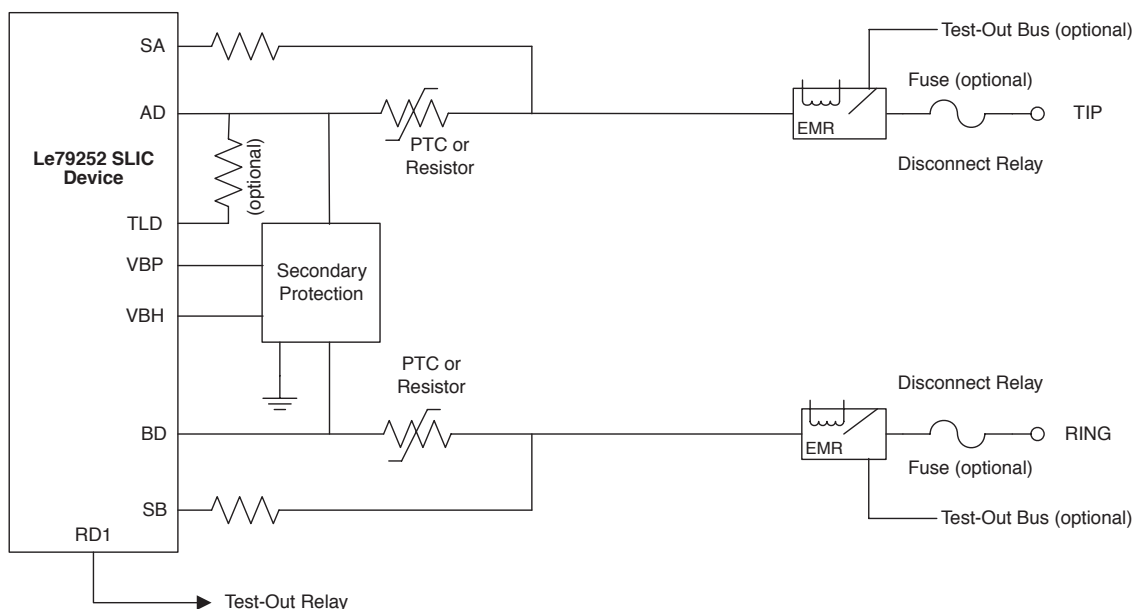 Test-Out Bus (optional)
SA
Fuse (optional)
AD
TIP
EMR
PTC or
Resistor
Le79252 SLIC
Device
(optional)
Disconnect Relay
TLD
VBP
Secondary
Protection
VBH
PTC or
Resistor
Disconnect Relay
BD
RING
EMR
Fuse (optional)
SB
Test-Out Bus (optional)
RD1
Test-Out Relay